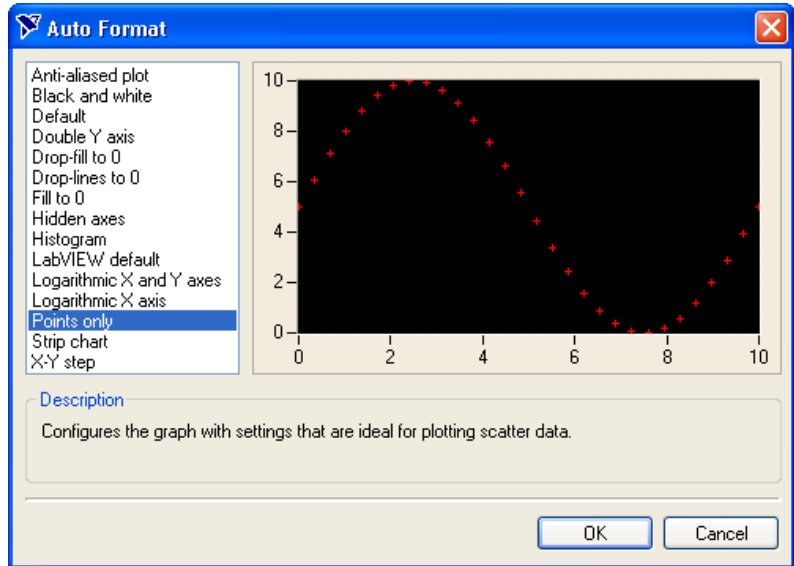 Auto Format
Anti-aliased plot
Black and white
Default
Double Y axis
Drop-fill to 0
Drop-lines to 0
Fill to 0
Hidden axes
Histogram
LabVIEW default
Logarithmic X and Y axes
Logarithmic X axis
Points only
Strip chart
X-Y step
10
8
6
4
2
0
0 2 4 6 8 10
Description
Configures the graph with settings that are ideal for plotting scatter data.
OK Cancel